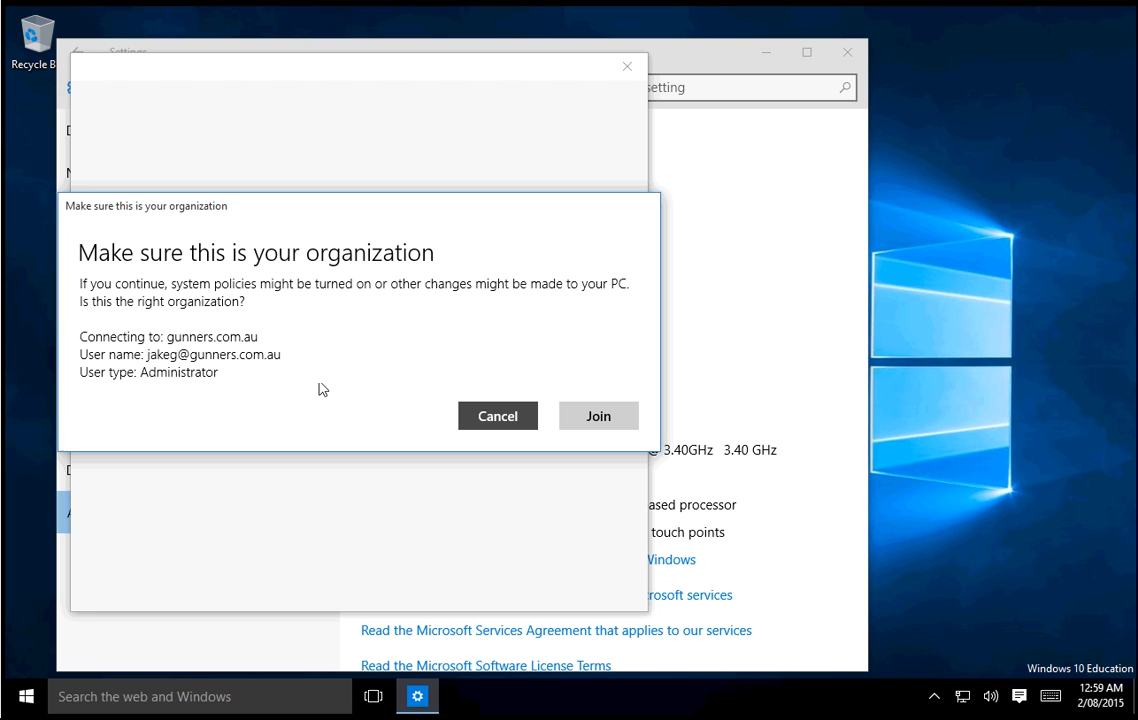 Recycle B
Settings
setting
Make sure this is your organization
Make sure this is your organization
If you continue, system policies might be turned on or other changes might be made to your PC.
Is this the right organization?
Connecting to: gunners.com.au
User name: jakeg@gunners.com.au
User type: Administrator
Cancel
Join
3.40GHz 3.40 GHz
ased processor
touch points
Windows
crosoft services
Read the Microsoft Services Agreement that applies to our services
Read the Microsoft Software License Terms
Windows 10 Education
Search the web and Windows
12:59 AM
2/08/2015